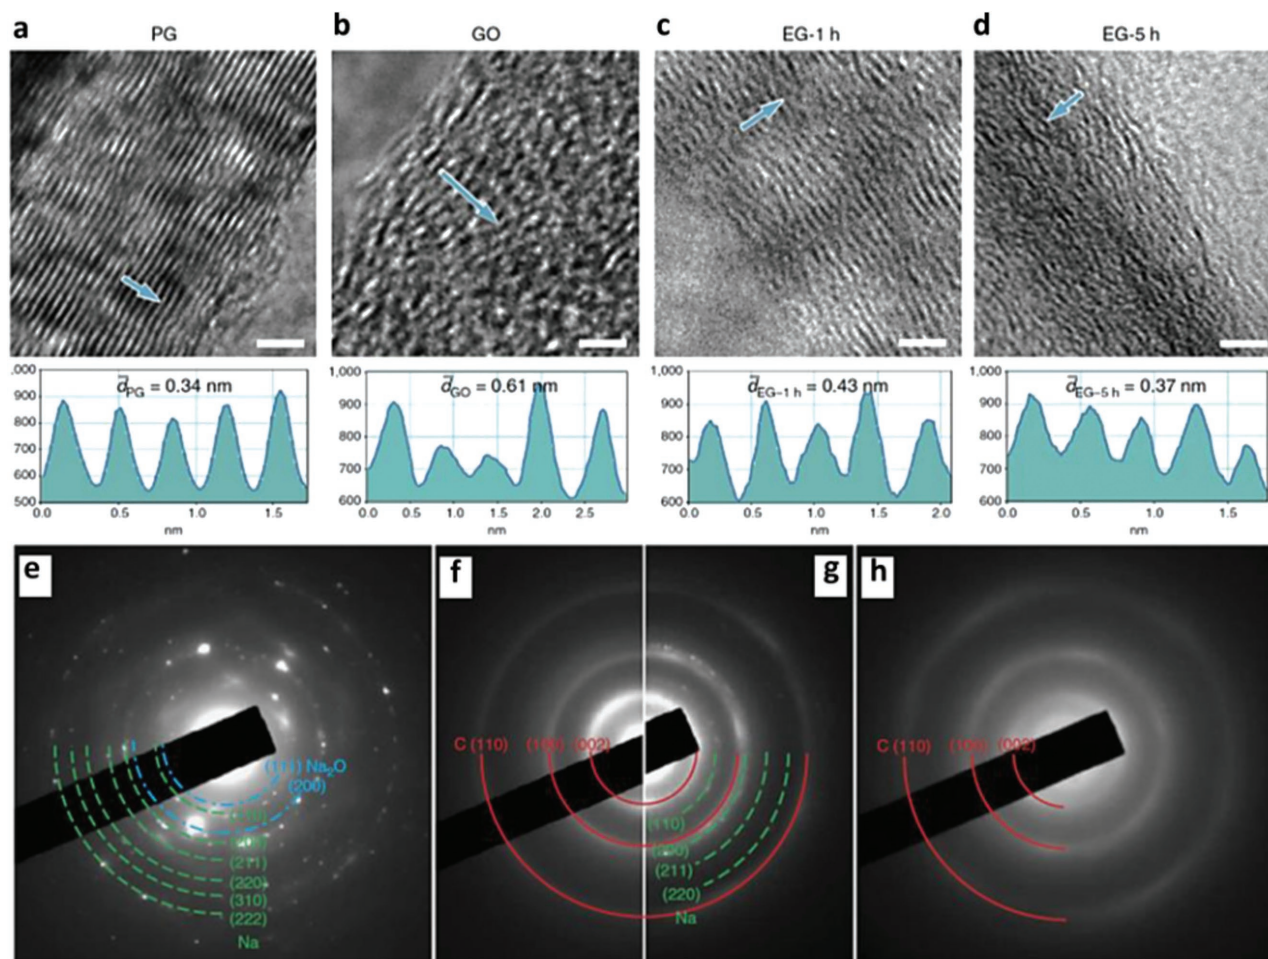 a PG
b GO
c EG-1 h
d EG-5 h
,000
900
800
700
600
500
d̅PG = 0.34 nm
0.0 0.5 1.0 1.5
nm
1,000
900
800
700
600
d̅GO = 0.61 nm
0.0 0.5 1.0 1.5 2.0 2.5
nm
900
800
700
600
d̅EG–1 h = 0.43 nm
0.0 0.5 1.0 1.5 2.0
nm
1,000
900
800
700
600
d̅EG–5 h = 0.37 nm
0.0 0.5 1.0 1.5
nm
e
(111) Na2O
(200)
(110)
(200)
(211)
(220)
(310)
(222)
Na
f
C (110) (100) (002)
g
(110)
(200)
(211)
(220)
Na
h
C (110) (100) (002)